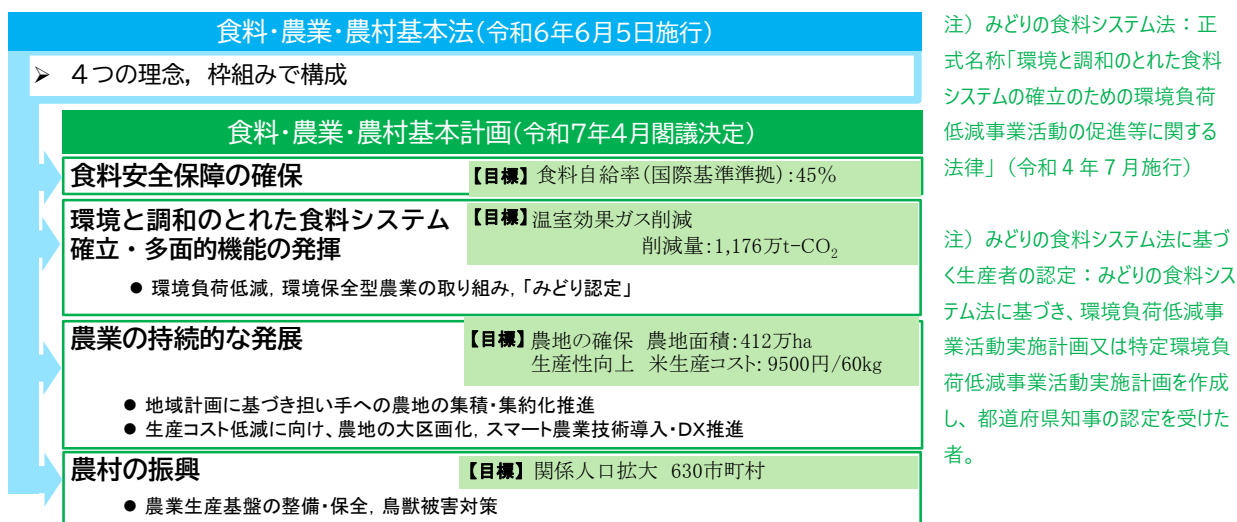 食料・農業・農村基本法(令和6年6月5日施行)
➢ 4つの理念，枠組みで構成
食料・農業・農村基本計画(令和7年4月閣議決定)
食料安全保障の確保
【目標】食料自給率(国際基準準拠):45%
環境と調和のとれた食料システム
確立・多面的機能の発揮
【目標】温室効果ガス削減
削減量:1,176万t-CO₂
● 環境負荷低減，環境保全型農業の取り組み，「みどり認定」
農業の持続的な発展
【目標】農地の確保 農地面積:412万ha
生産性向上 米生産コスト: 9500円/60kg
● 地域計画に基づき担い手への農地の集積・集約化推進
● 生産コスト低減に向け、農地の大区画化，スマート農業技術導入・DX推進
農村の振興
【目標】関係人口拡大 630市町村
● 農業生産基盤の整備・保全，鳥獣被害対策
注）みどりの食料システム法：正
式名称「環境と調和のとれた食料
システムの確立のための環境負荷
低減事業活動の促進等に関する
法律」（令和４年７月施行）
注）みどりの食料システム法に基づ
く生産者の認定：みどりの食料シス
テム法に基づき、環境負荷低減事
業活動実施計画又は特定環境負
荷低減事業活動実施計画を作成
し、都道府県知事の認定を受けた
者。